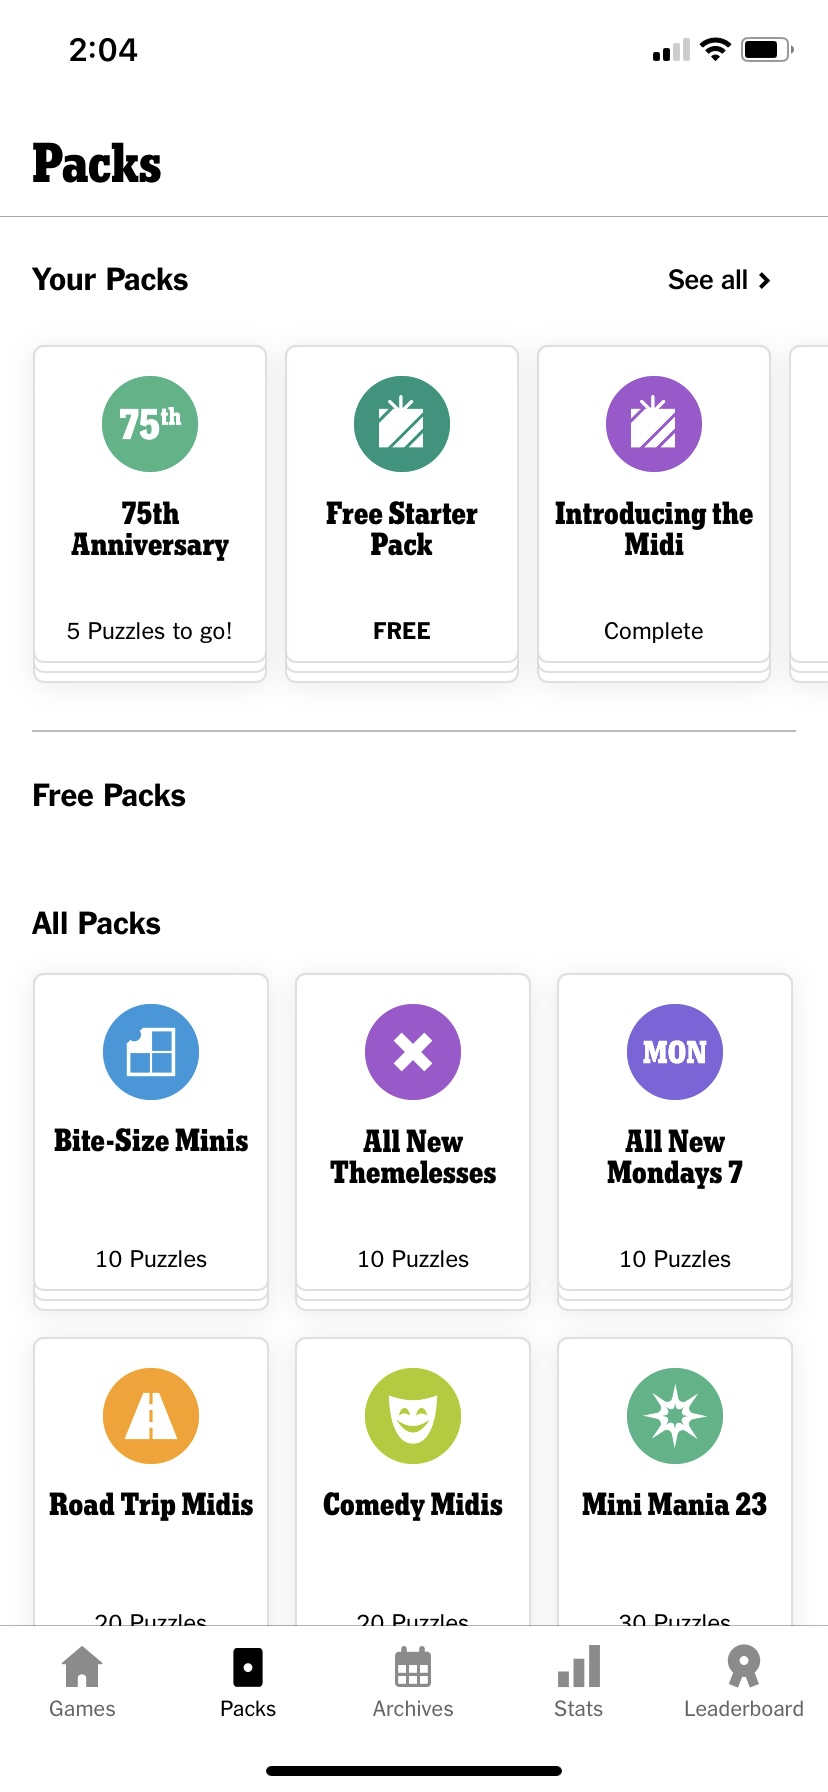 2:04
Packs
Your Packs
See all
75th
75th
Anniversary
5 Puzzles to go!
Free Starter
Pack
FREE
Introducing the
Midi
Complete
Free Packs
All Packs
Bite-Size Minis
10 Puzzles
All New
Themelesses
10 Puzzles
MON
All New
Mondays 7
10 Puzzles
Road Trip Midis
20 Puzzles
Comedy Midis
20 Puzzles
Mini Mania 23
30 Puzzles
Games
Packs
Archives
Stats
Leaderboard